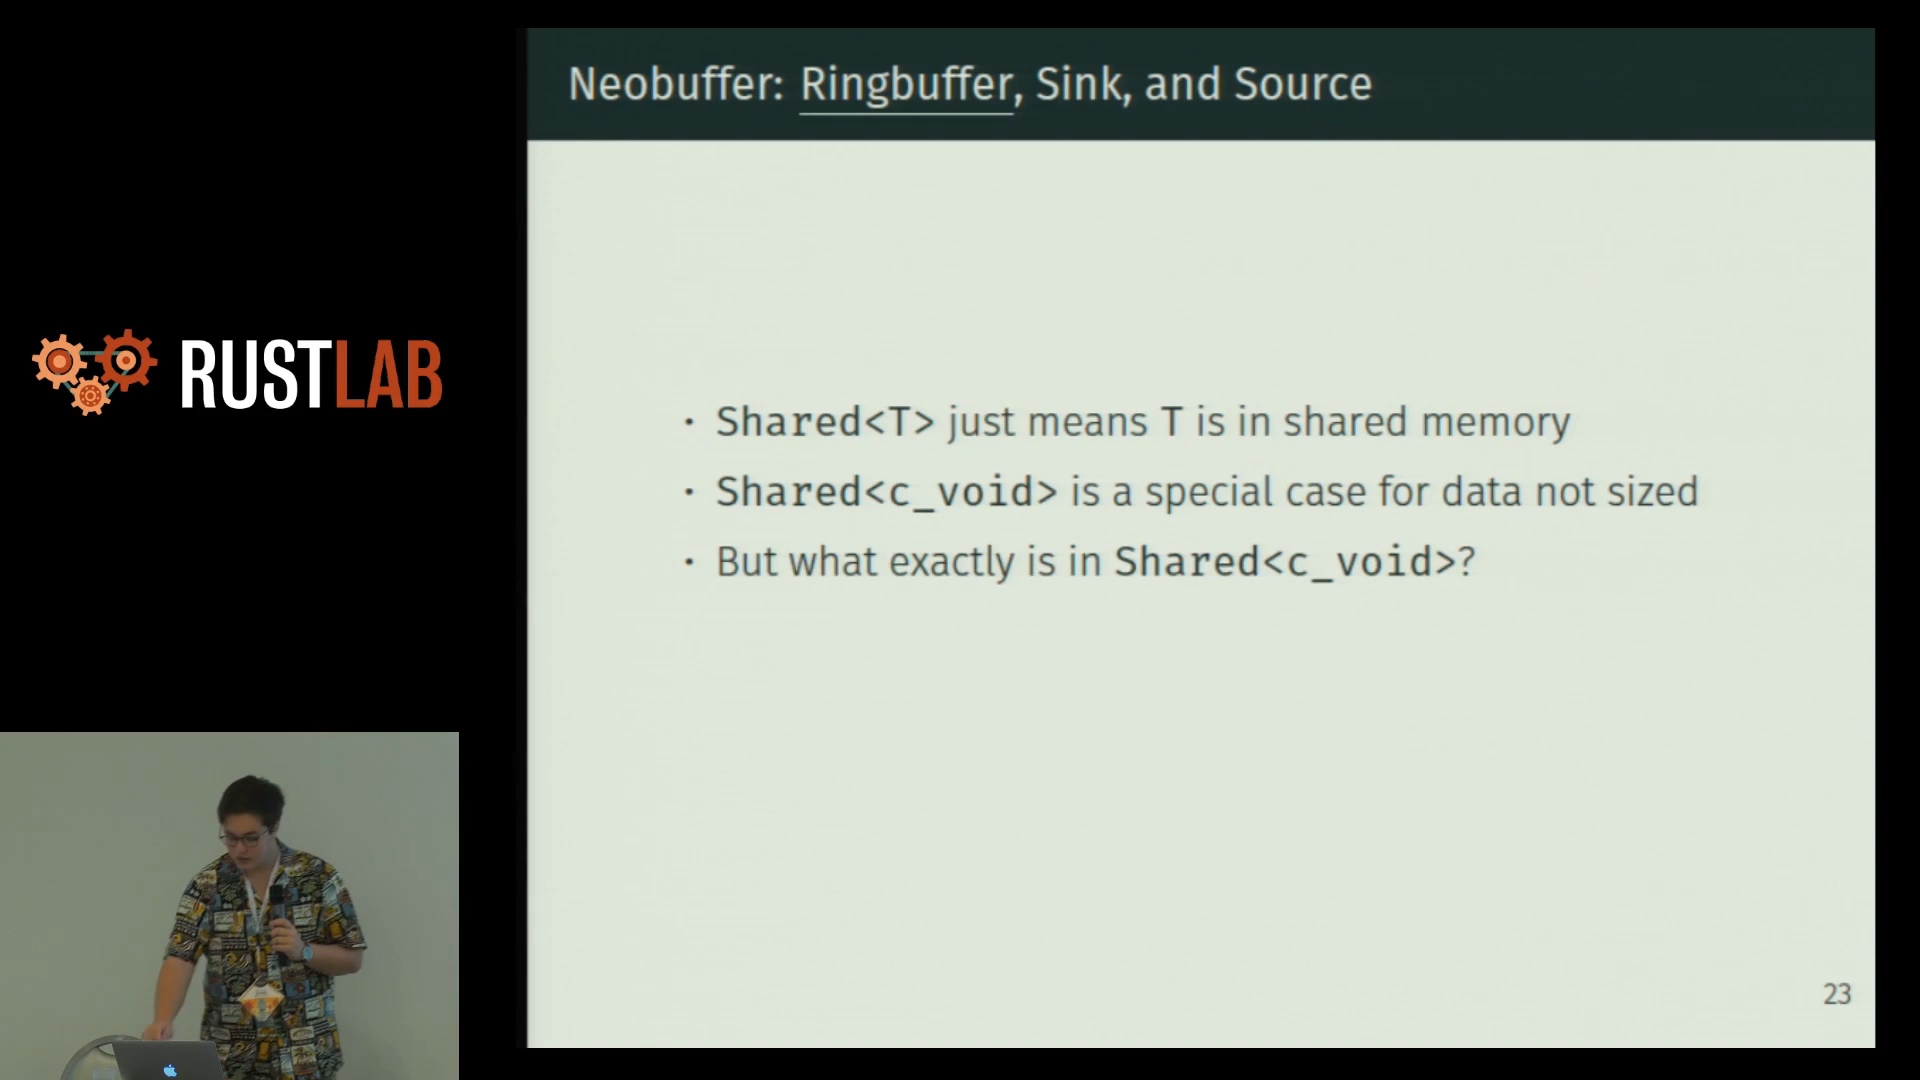 Neobuffer: Ringbuffer, Sink, and Source
RUSTLAB
• Shared<T> just means T is in shared memory
• Shared<c_void> is a special case for data not sized
• But what exactly is in Shared<c_void>?
23